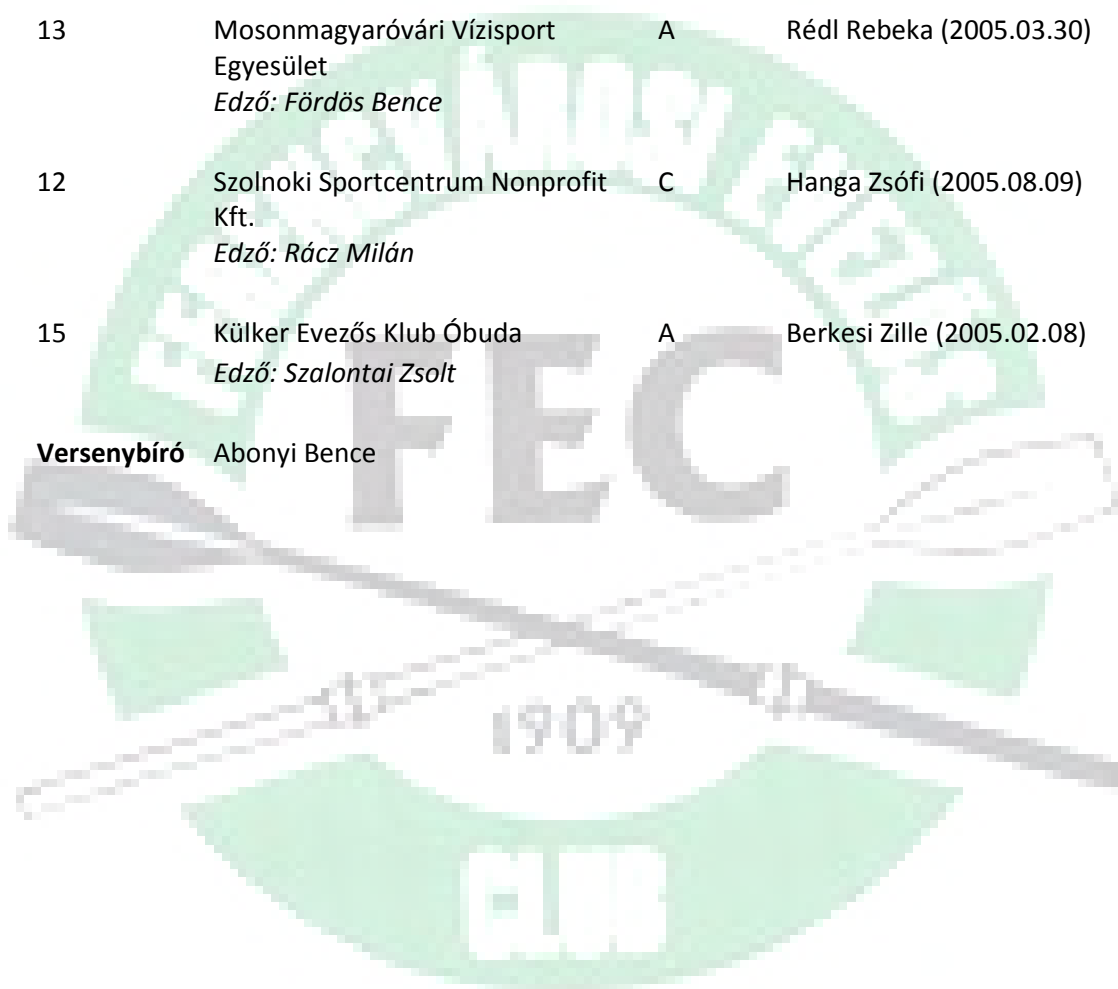 13 Mosonmagyaróvári Vízisport A Rédl Rebeka (2005.03.30)
Egyesület
Edző: Fördös Bence
12 Szolnoki Sportcentrum Nonprofit C Hanga Zsófi (2005.08.09)
Kft.
Edző: Rácz Milán
15 Külker Evezős Klub Óbuda A Berkesi Zille (2005.02.08)
Edző: Szalontai Zsolt
Versenybíró Abonyi Bence
FERENCVÁROSI EVEZŐS
FEC
1909
CLUB